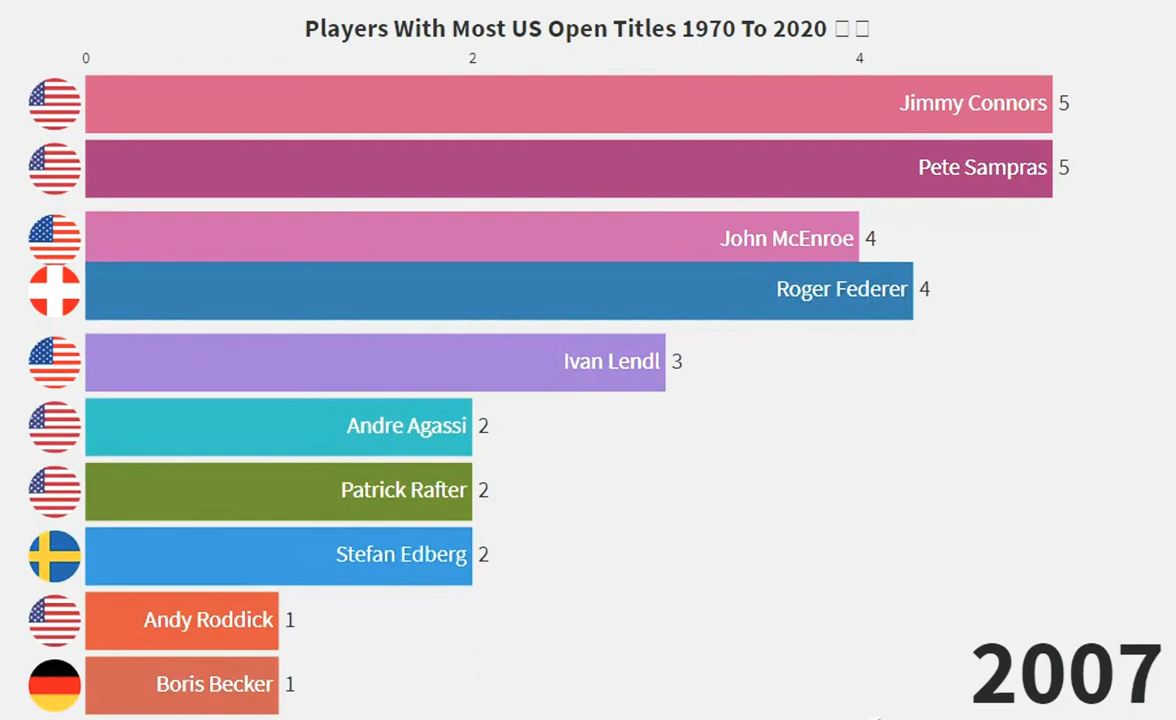 Players With Most US Open Titles 1970 To 2020
0 2 4
Jimmy Connors 5
Pete Sampras 5
John McEnroe 4
Roger Federer 4
Ivan Lendl 3
Andre Agassi 2
Patrick Rafter 2
Stefan Edberg 2
Andy Roddick 1
Boris Becker 1
2007